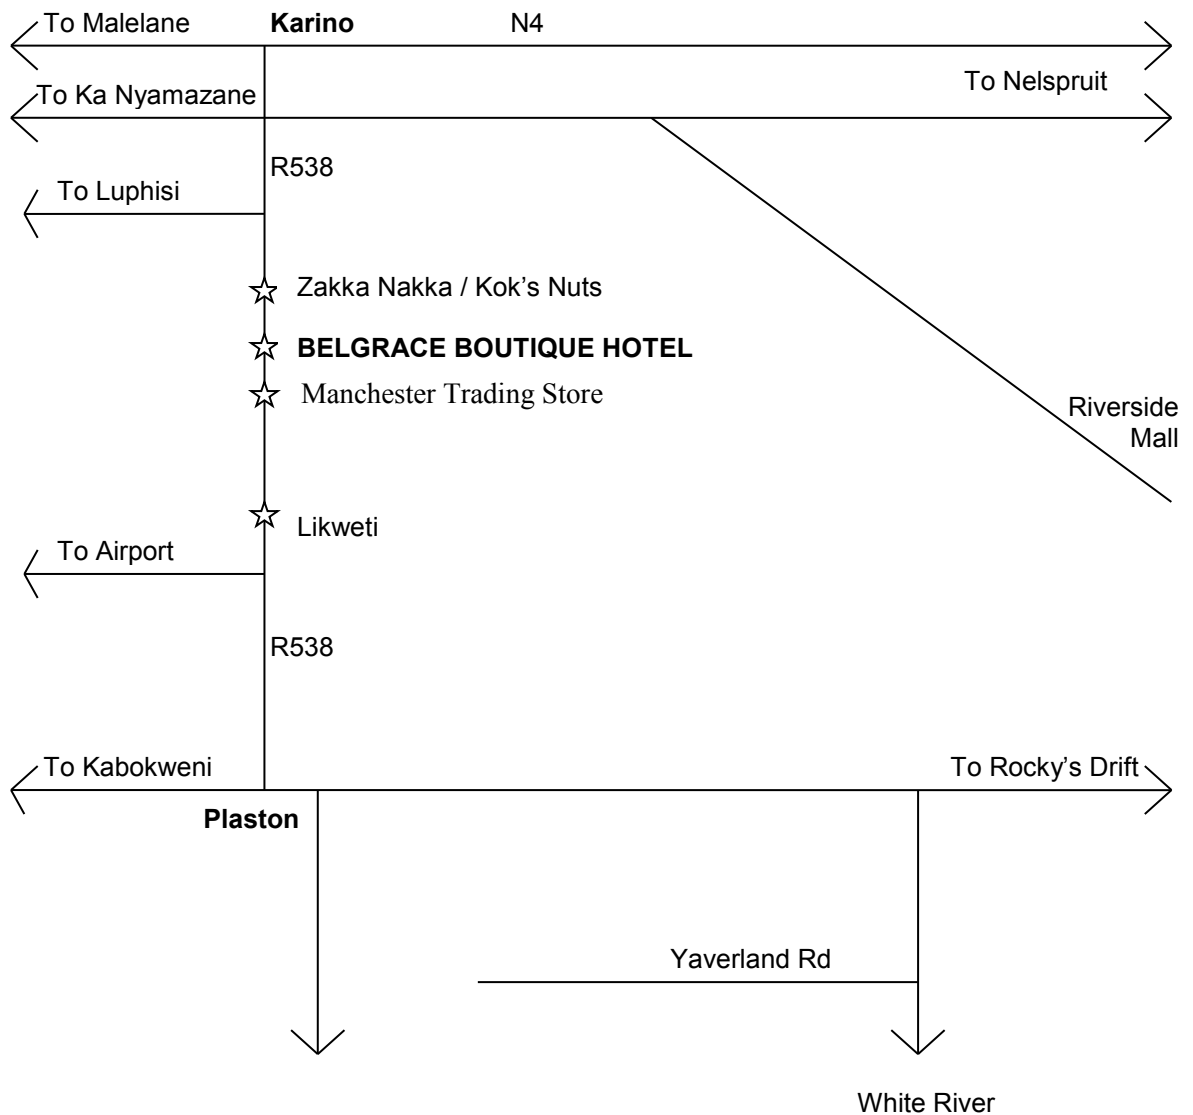 To Malelane
Karino
N4
To Ka Nyamazane
To Nelspruit
R538
To Luphisi
Zakka Nakka / Kok’s Nuts
BELGRACE BOUTIQUE HOTEL
Manchester Trading Store
Riverside
Mall
Likweti
To Airport
R538
To Kabokweni
To Rocky’s Drift
Plaston
Yaverland Rd
White River